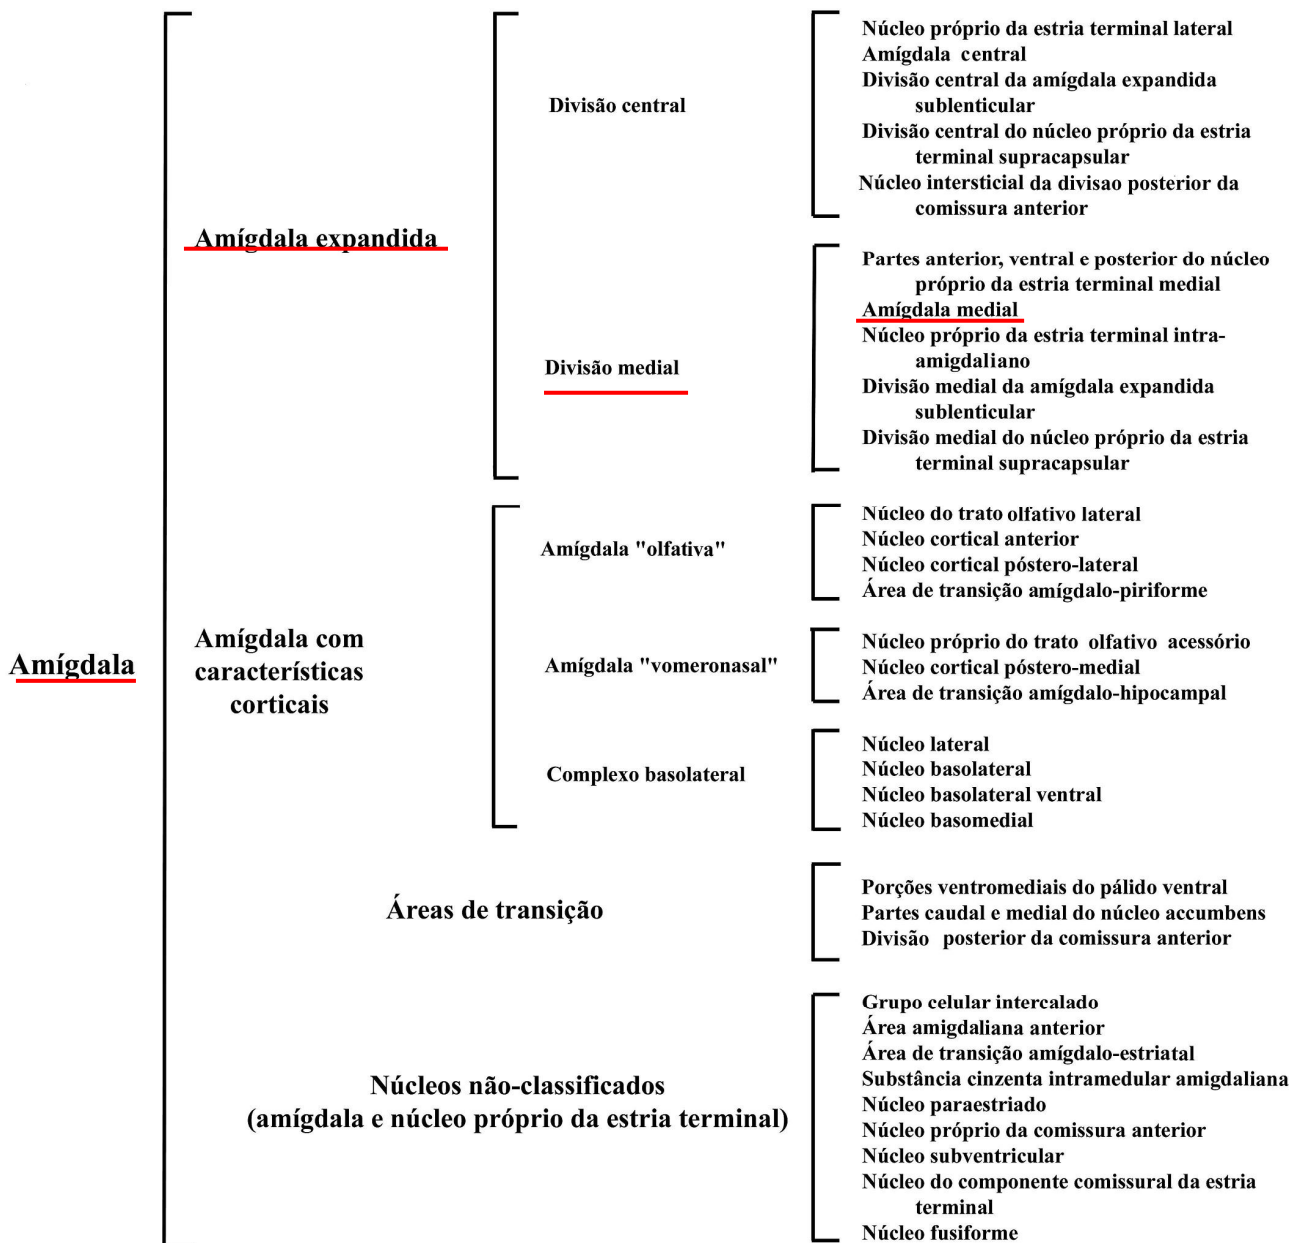 Núcleo próprio da estria terminal lateral
Amígdala central
Divisão central da amígdala expandida
sublenticular
Divisão central do núcleo próprio da estria
terminal supracapsular
Núcleo intersticial da divisao posterior da
comissura anterior
Divisão central
Amígdala expandida
Partes anterior, ventral e posterior do núcleo
próprio da estria terminal medial
Amígdala medial
Núcleo próprio da estria terminal intra-
amigdaliano
Divisão medial da amígdala expandida
sublenticular
Divisão medial do núcleo próprio da estria
terminal supracapsular
Divisão medial
Amígdala
Amígdala com
características
corticais
Amígdala "olfativa"
Núcleo do trato olfativo lateral
Núcleo cortical anterior
Núcleo cortical póstero-lateral
Área de transição amígdalo-piriforme
Amígdala "vomeronasal"
Núcleo próprio do trato olfativo acessório
Núcleo cortical póstero-medial
Área de transição amígdalo-hipocampal
Complexo basolateral
Núcleo lateral
Núcleo basolateral
Núcleo basolateral ventral
Núcleo basomedial
Áreas de transição
Porções ventromediais do pálido ventral
Partes caudal e medial do núcleo accumbens
Divisão posterior da comissura anterior
Núcleos não-classificados
(amígdala e núcleo próprio da estria terminal)
Grupo celular intercalado
Área amigdaliana anterior
Área de transição amígdalo-estriatal
Substância cinzenta intramedular amigdaliana
Núcleo paraestriado
Núcleo próprio da comissura anterior
Núcleo subventricular
Núcleo do componente comissural da estria
terminal
Núcleo fusiforme